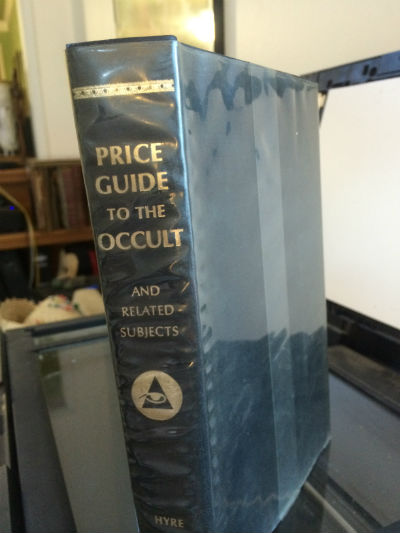 PRICE
GUIDE
TO THE
OCCULT
AND
RELATED
SUBJECTS
HYRE